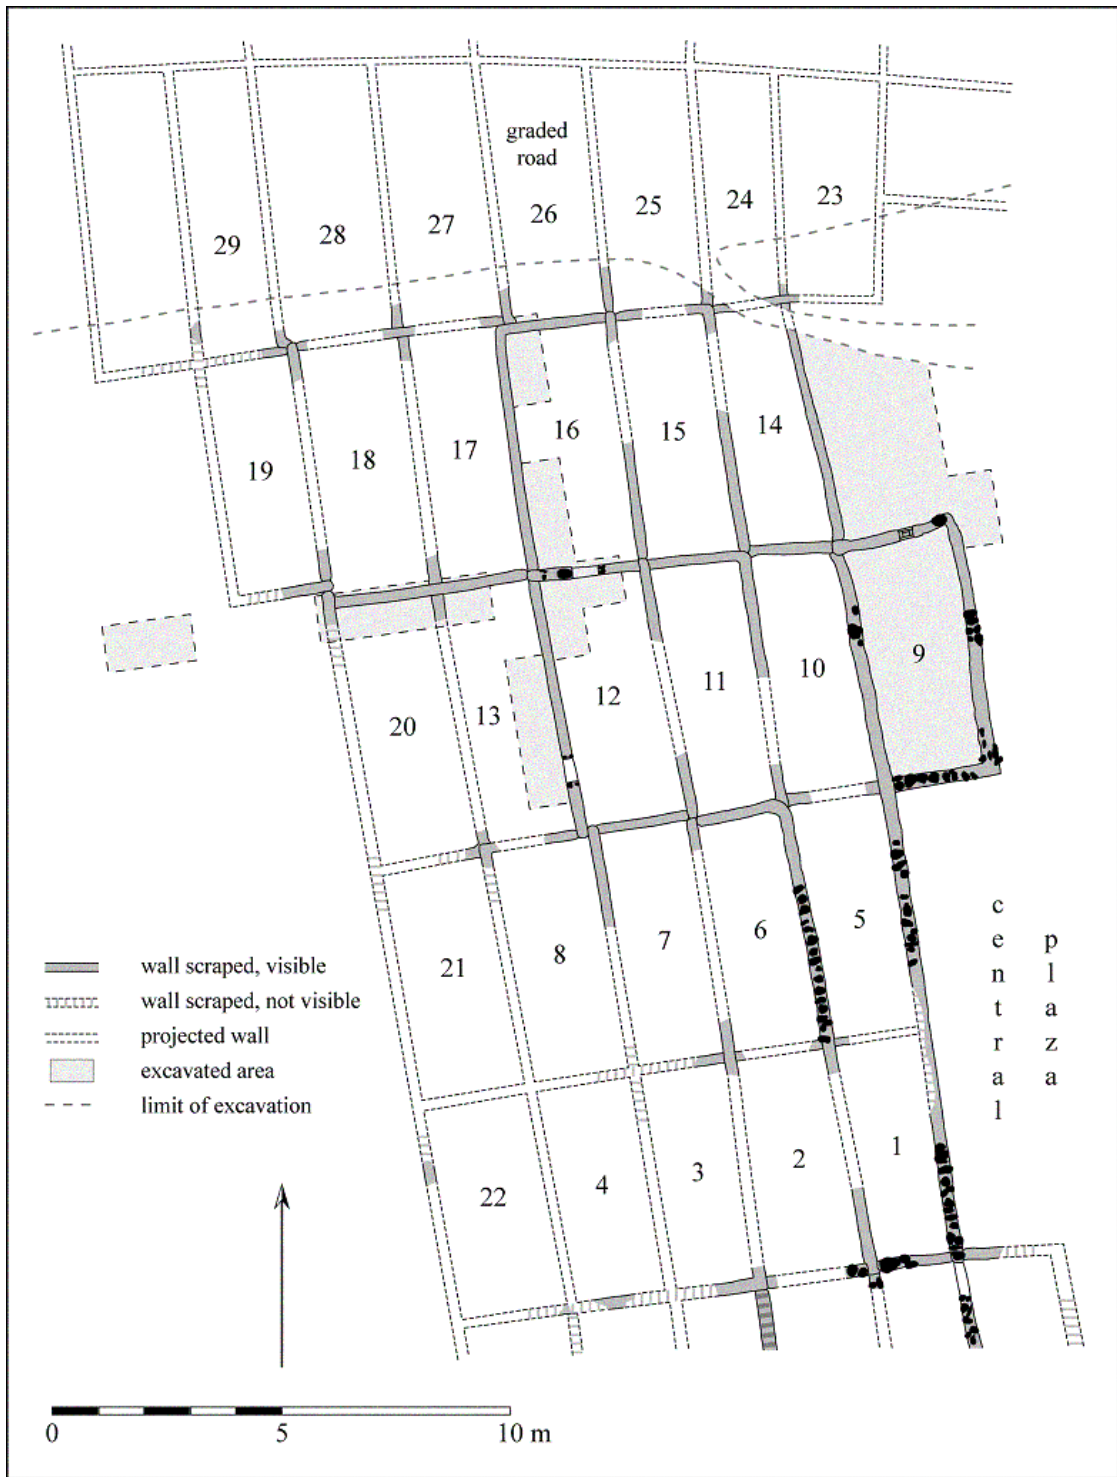 graded
road
23
24
25
26
27
28
29
14
15
16
17
18
19
9
10
11
12
13
20
5
6
7
8
21
central
plaza
1
2
3
4
22
wall scraped, visible
wall scraped, not visible
projected wall
excavated area
limit of excavation
0 5 10 m